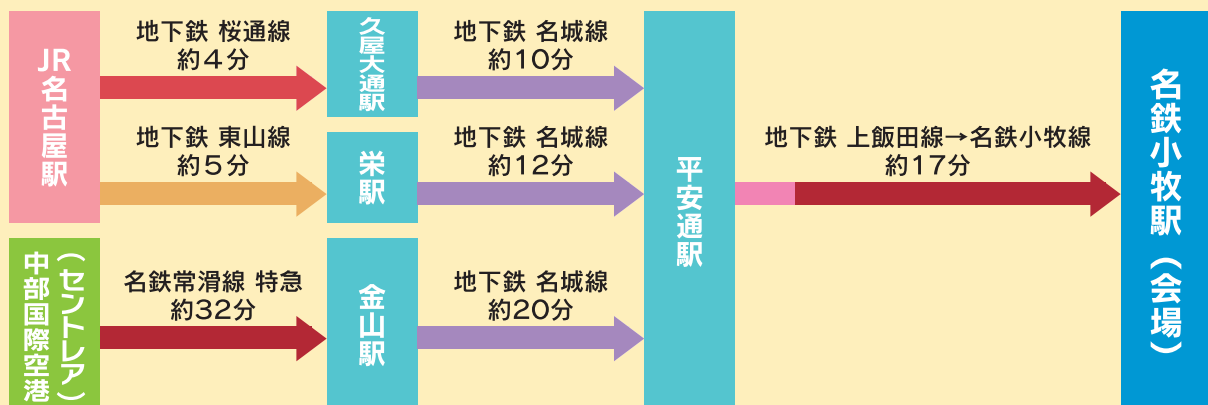 JR名古屋駅
地下鉄 桜通線
約4分
久屋大通駅
地下鉄 名城線
約10分
地下鉄 東山線
約5分
栄駅
地下鉄 名城線
約12分
中部国際空港
(セントレア)
名鉄常滑線 特急
約32分
金山駅
地下鉄 名城線
約20分
平安通駅
地下鉄 上飯田線→名鉄小牧線
約17分
名鉄小牧駅(会場)